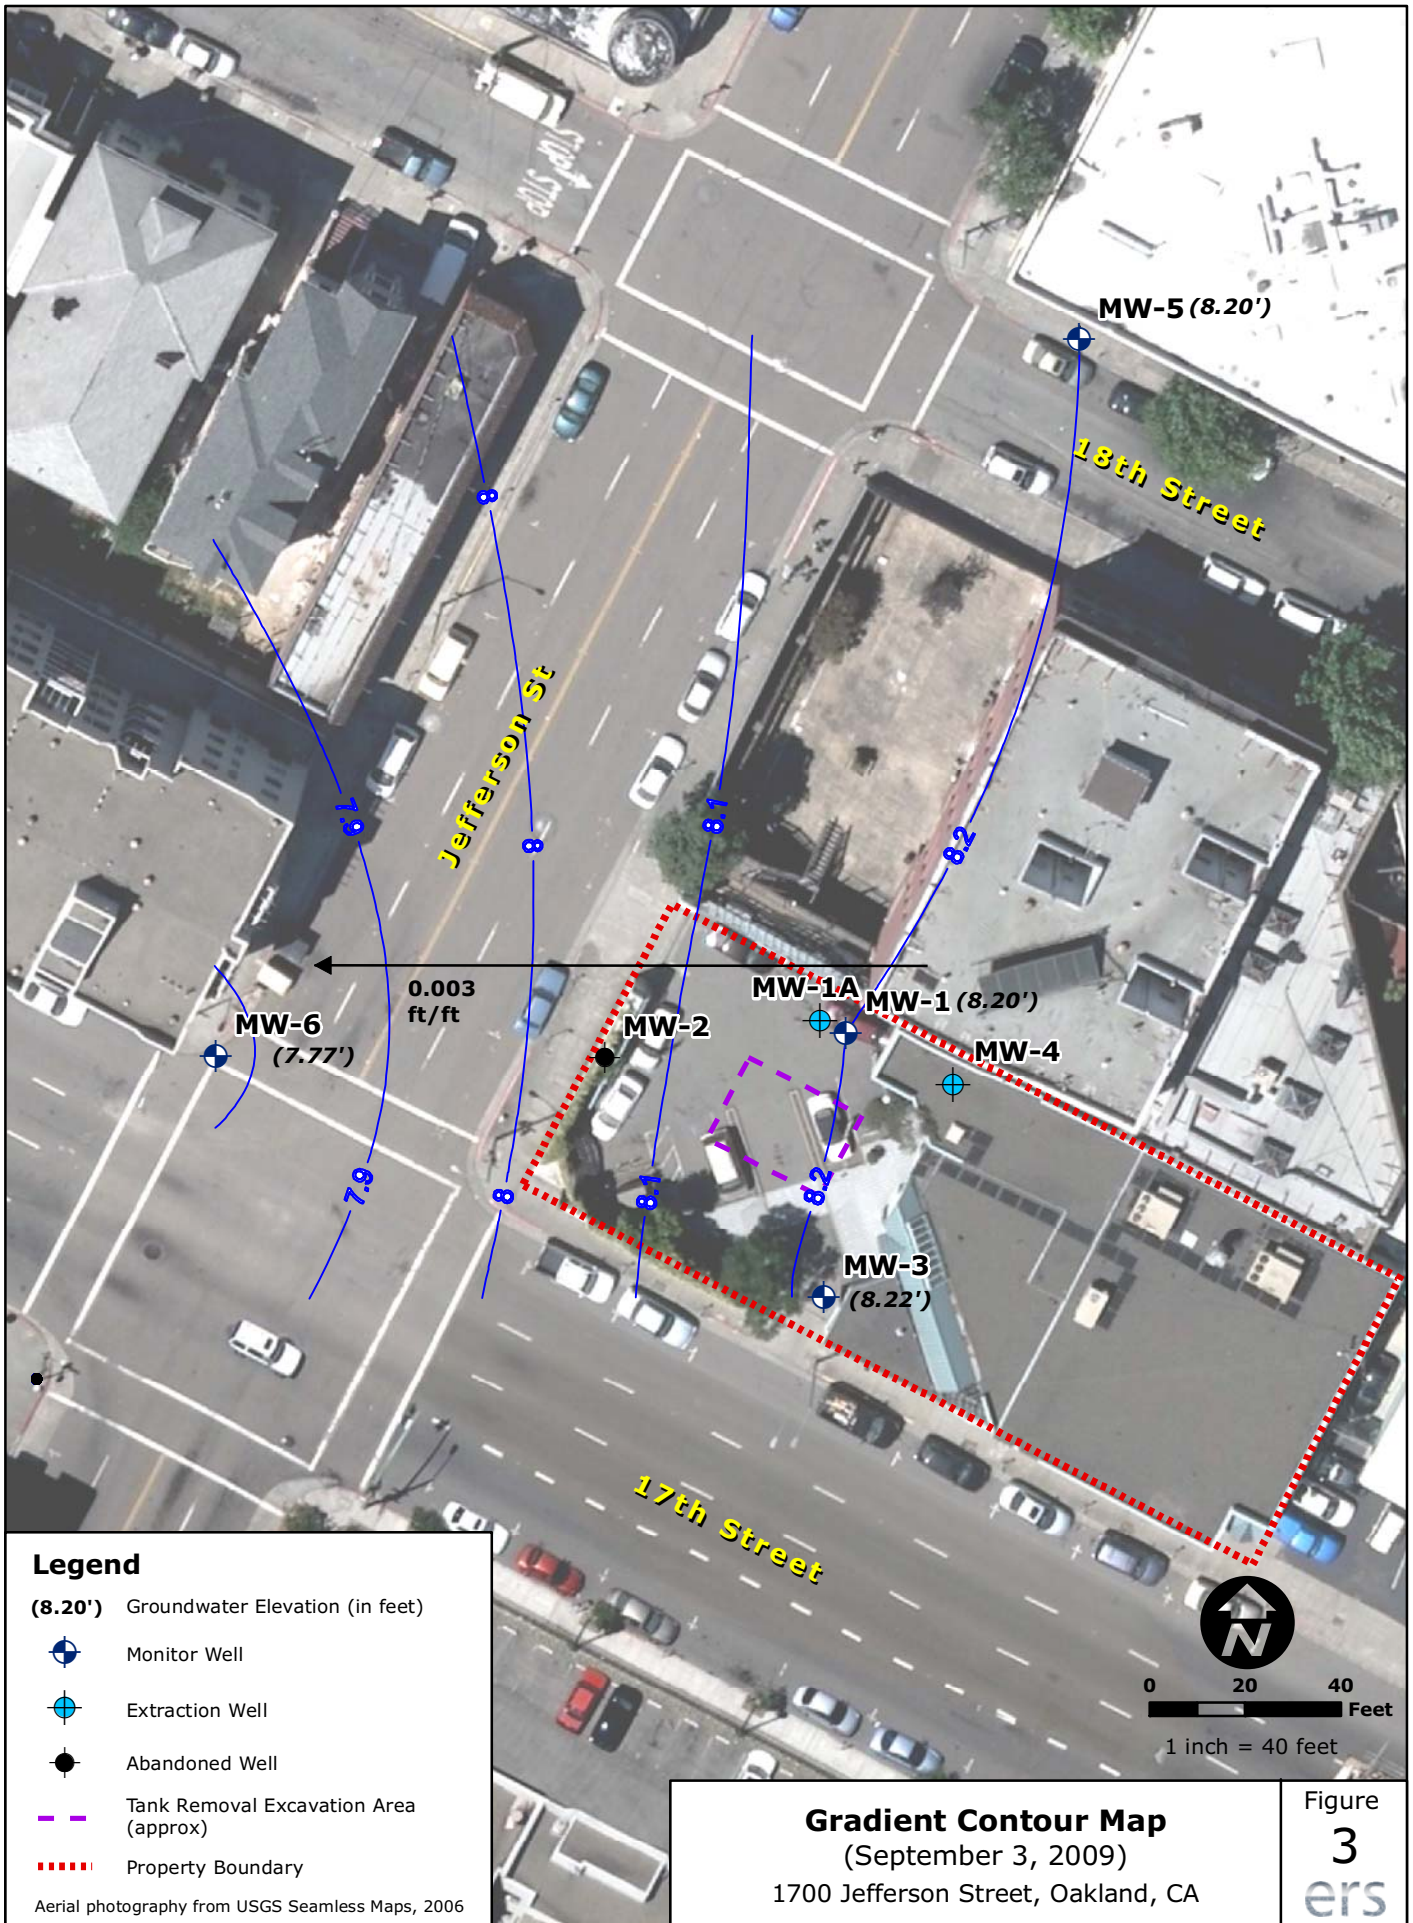 STOP STOP
MW-5 (8.20')
18th Street
8
Jefferson St
7.9
8
8.1
8.2
0.003
ft/ft
MW-1A
MW-1 (8.20')
MW-6
(7.77')
MW-2
MW-4
7.9
8
8.1
8.2
MW-3
(8.22')
17th Street
N
0 20 40
Feet
1 inch = 40 feet
Legend
(8.20') Groundwater Elevation (in feet)
Monitor Well
Extraction Well
Abandoned Well
Tank Removal Excavation Area
(approx)
Property Boundary
Aerial photography from USGS Seamless Maps, 2006
Gradient Contour Map
(September 3, 2009)
1700 Jefferson Street, Oakland, CA
Figure
3
ers